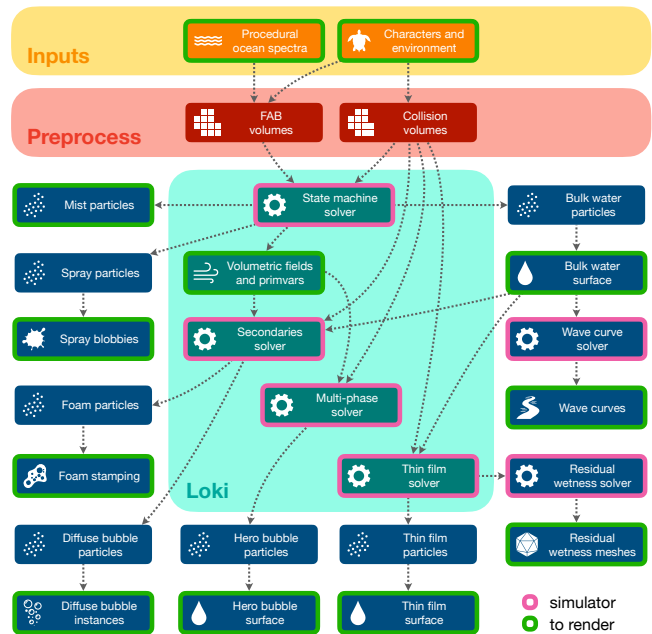 Procedural
ocean spectra
Characters and
environment
Inputs
FAB
volumes
Collision
volumes
Preprocess
Mist particles
State machine
solver
Bulk water
particles
Spray particles
Volumetric fields
and primvars
Bulk water
surface
Spray blobbies
Secondaries
solver
Wave curve
solver
Foam particles
Multi-phase
solver
Wave curves
Foam stamping
Loki
Thin film
solver
Residual
wetness solver
Diffuse bubble
particles
Hero bubble
particles
Thin film
particles
Residual
wetness meshes
Diffuse bubble
instances
Hero bubble
surface
Thin film
surface
simulator
to render